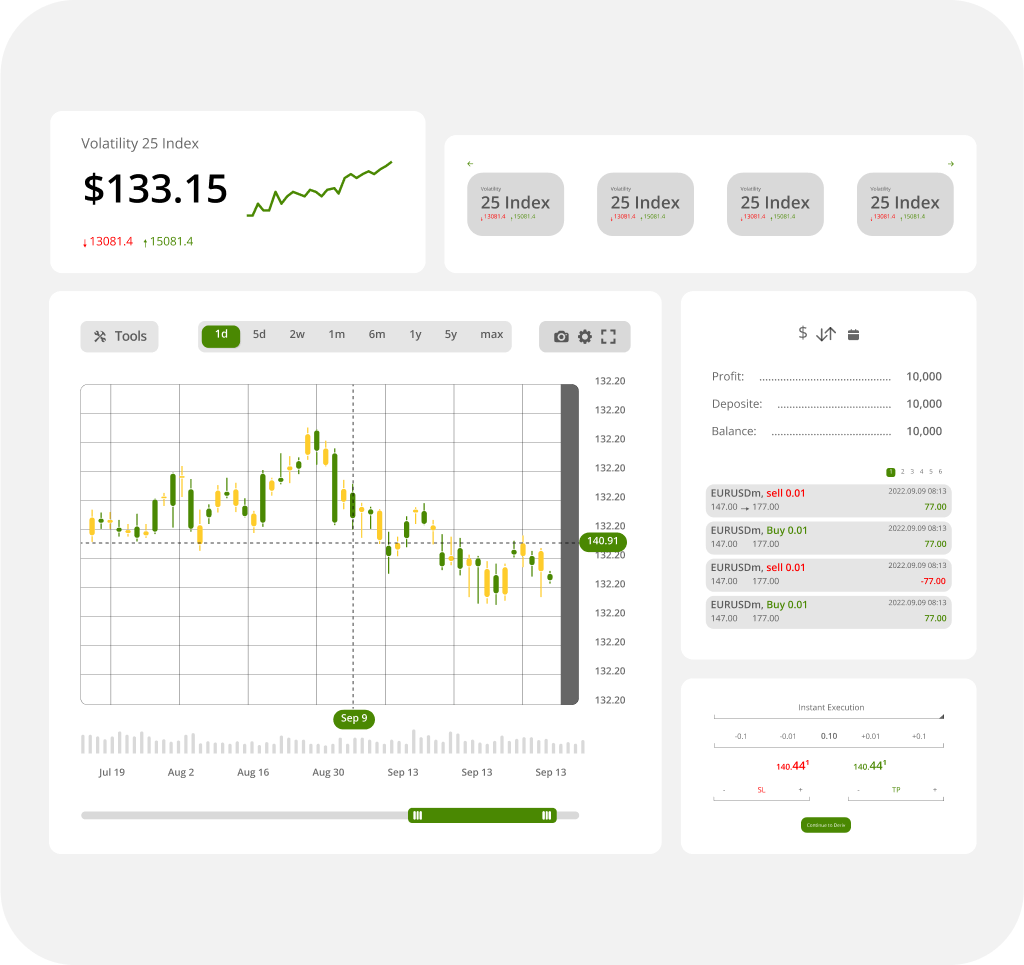 Volatility 25 Index
$133.15
↓13081.4 ↑15081.4
← →
Volatility
25 Index
↓13081.4 ↑15081.4
Volatility
25 Index
↓13081.4 ↑15081.4
Volatility
25 Index
↓13081.4 ↑15081.4
Volatility
25 Index
↓13081.4 ↑15081.4
Tools
1d 5d 2w 1m 6m 1y 5y max
132.20
132.20
132.20
132.20
132.20
132.20
140.91
132.20
132.20
132.20
132.20
132.20
132.20
Sep 9
Jul 19 Aug 2 Aug 16 Aug 30 Sep 13 Sep 13 Sep 13
$
Profit: 10,000
Deposite: 10,000
Balance: 10,000
1 2 3 4 5 6
EURUSDm, sell 0.01 2022.09.09 08:13
147.00 → 177.00 77.00
EURUSDm, Buy 0.01 2022.09.09 08:13
147.00 177.00 77.00
EURUSDm, sell 0.01 2022.09.09 08:13
147.00 177.00 -77.00
EURUSDm, Buy 0.01 2022.09.09 08:13
147.00 177.00 77.00
Instant Execution
-0.1 -0.01 0.10 +0.01 +0.1
140.44¹ 140.44¹
- SL + - TP +